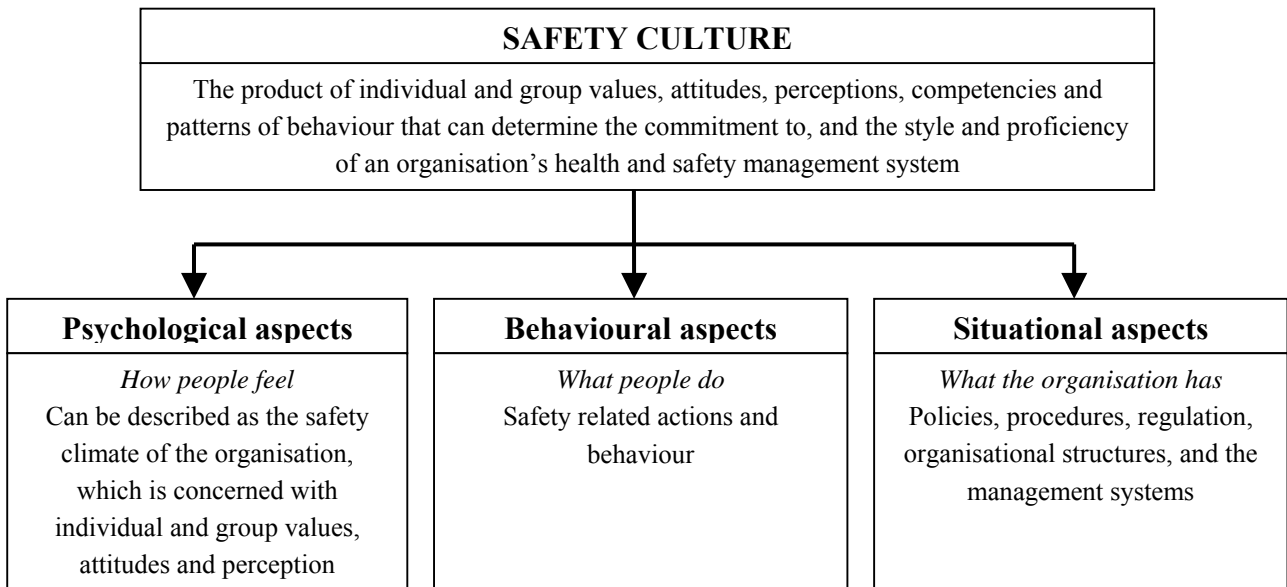 SAFETY CULTURE
The product of individual and group values, attitudes, perceptions, competencies and
patterns of behaviour that can determine the commitment to, and the style and proficiency
of an organisation’s health and safety management system
Psychological aspects
How people feel
Can be described as the safety
climate of the organisation,
which is concerned with
individual and group values,
attitudes and perception
Behavioural aspects
What people do
Safety related actions and
behaviour
Situational aspects
What the organisation has
Policies, procedures, regulation,
organisational structures, and the
management systems